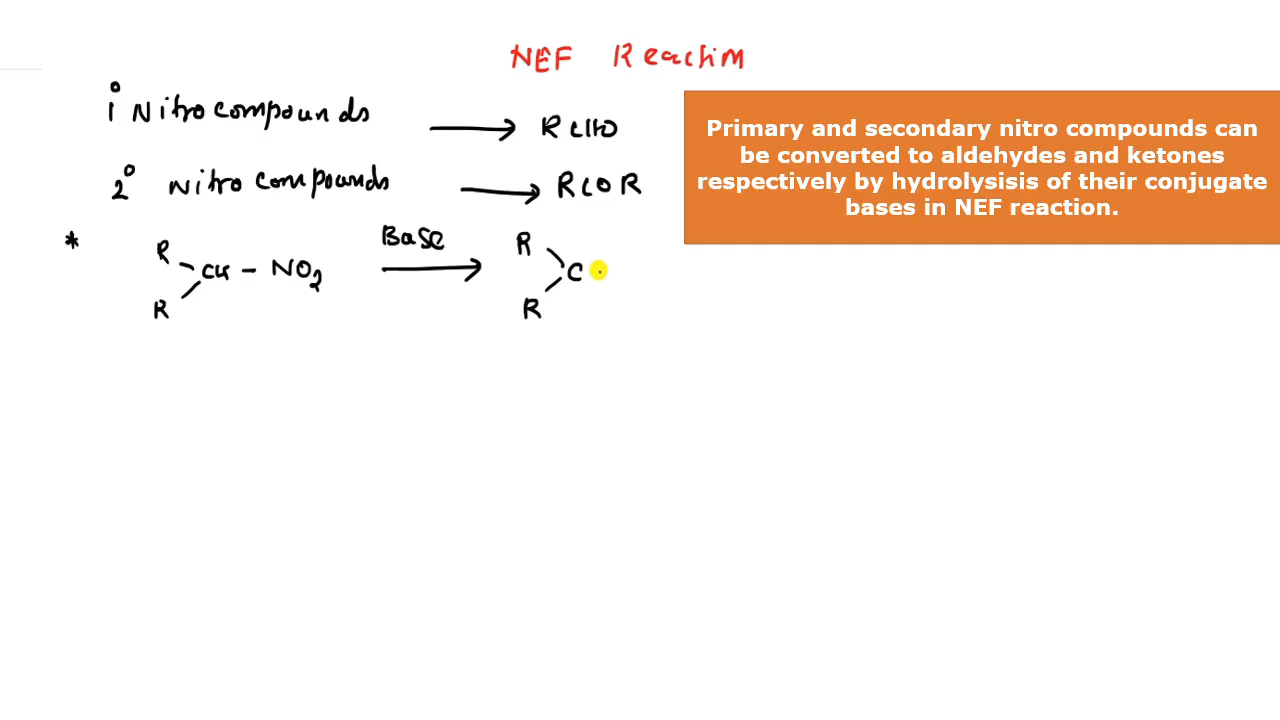 NEF Reaction
1° Nitro compounds → RCHO
2° Nitro compounds → RCOR
Primary and secondary nitro compounds can
be converted to aldehydes and ketones
respectively by hydrolysisis of their conjugate
bases in NEF reaction.
* R Base R
CH – NO₂ → C
R R